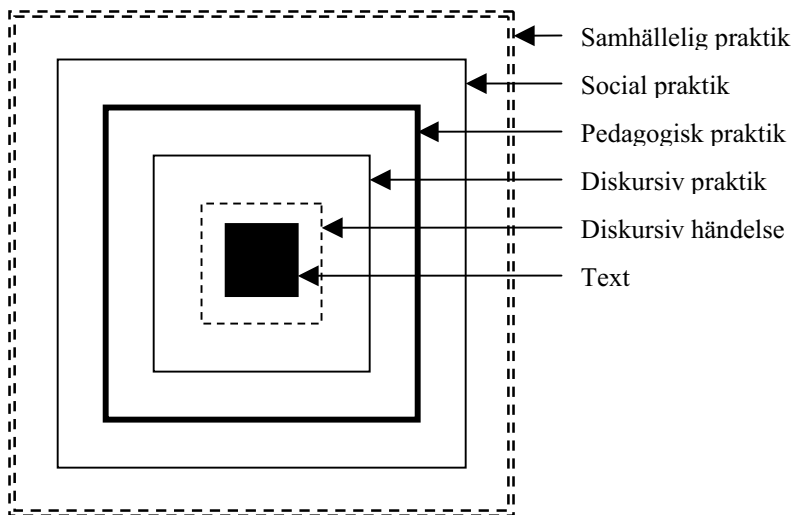 Samhällelig praktik
Social praktik
Pedagogisk praktik
Diskursiv praktik
Diskursiv händelse
Text